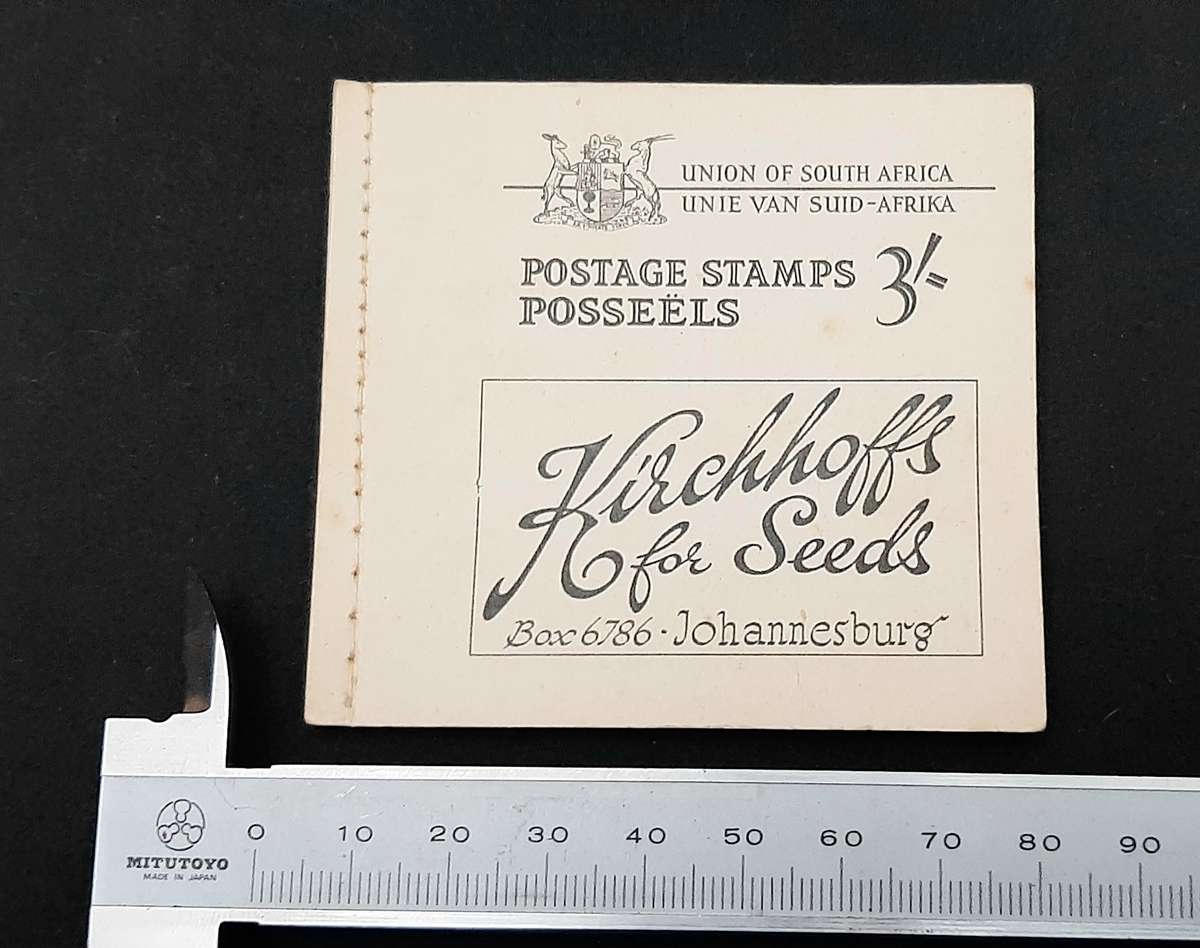 UNION OF SOUTH AFRICA
UNIE VAN SUID-AFRIKA
POSTAGE STAMPS 3/=
POSSEËLS
Kirchhoffs
for Seeds
Box 6786 · Johannesburg
0 10 20 30 40 50 60 70 80 90
MITUTOYO
MADE IN JAPAN